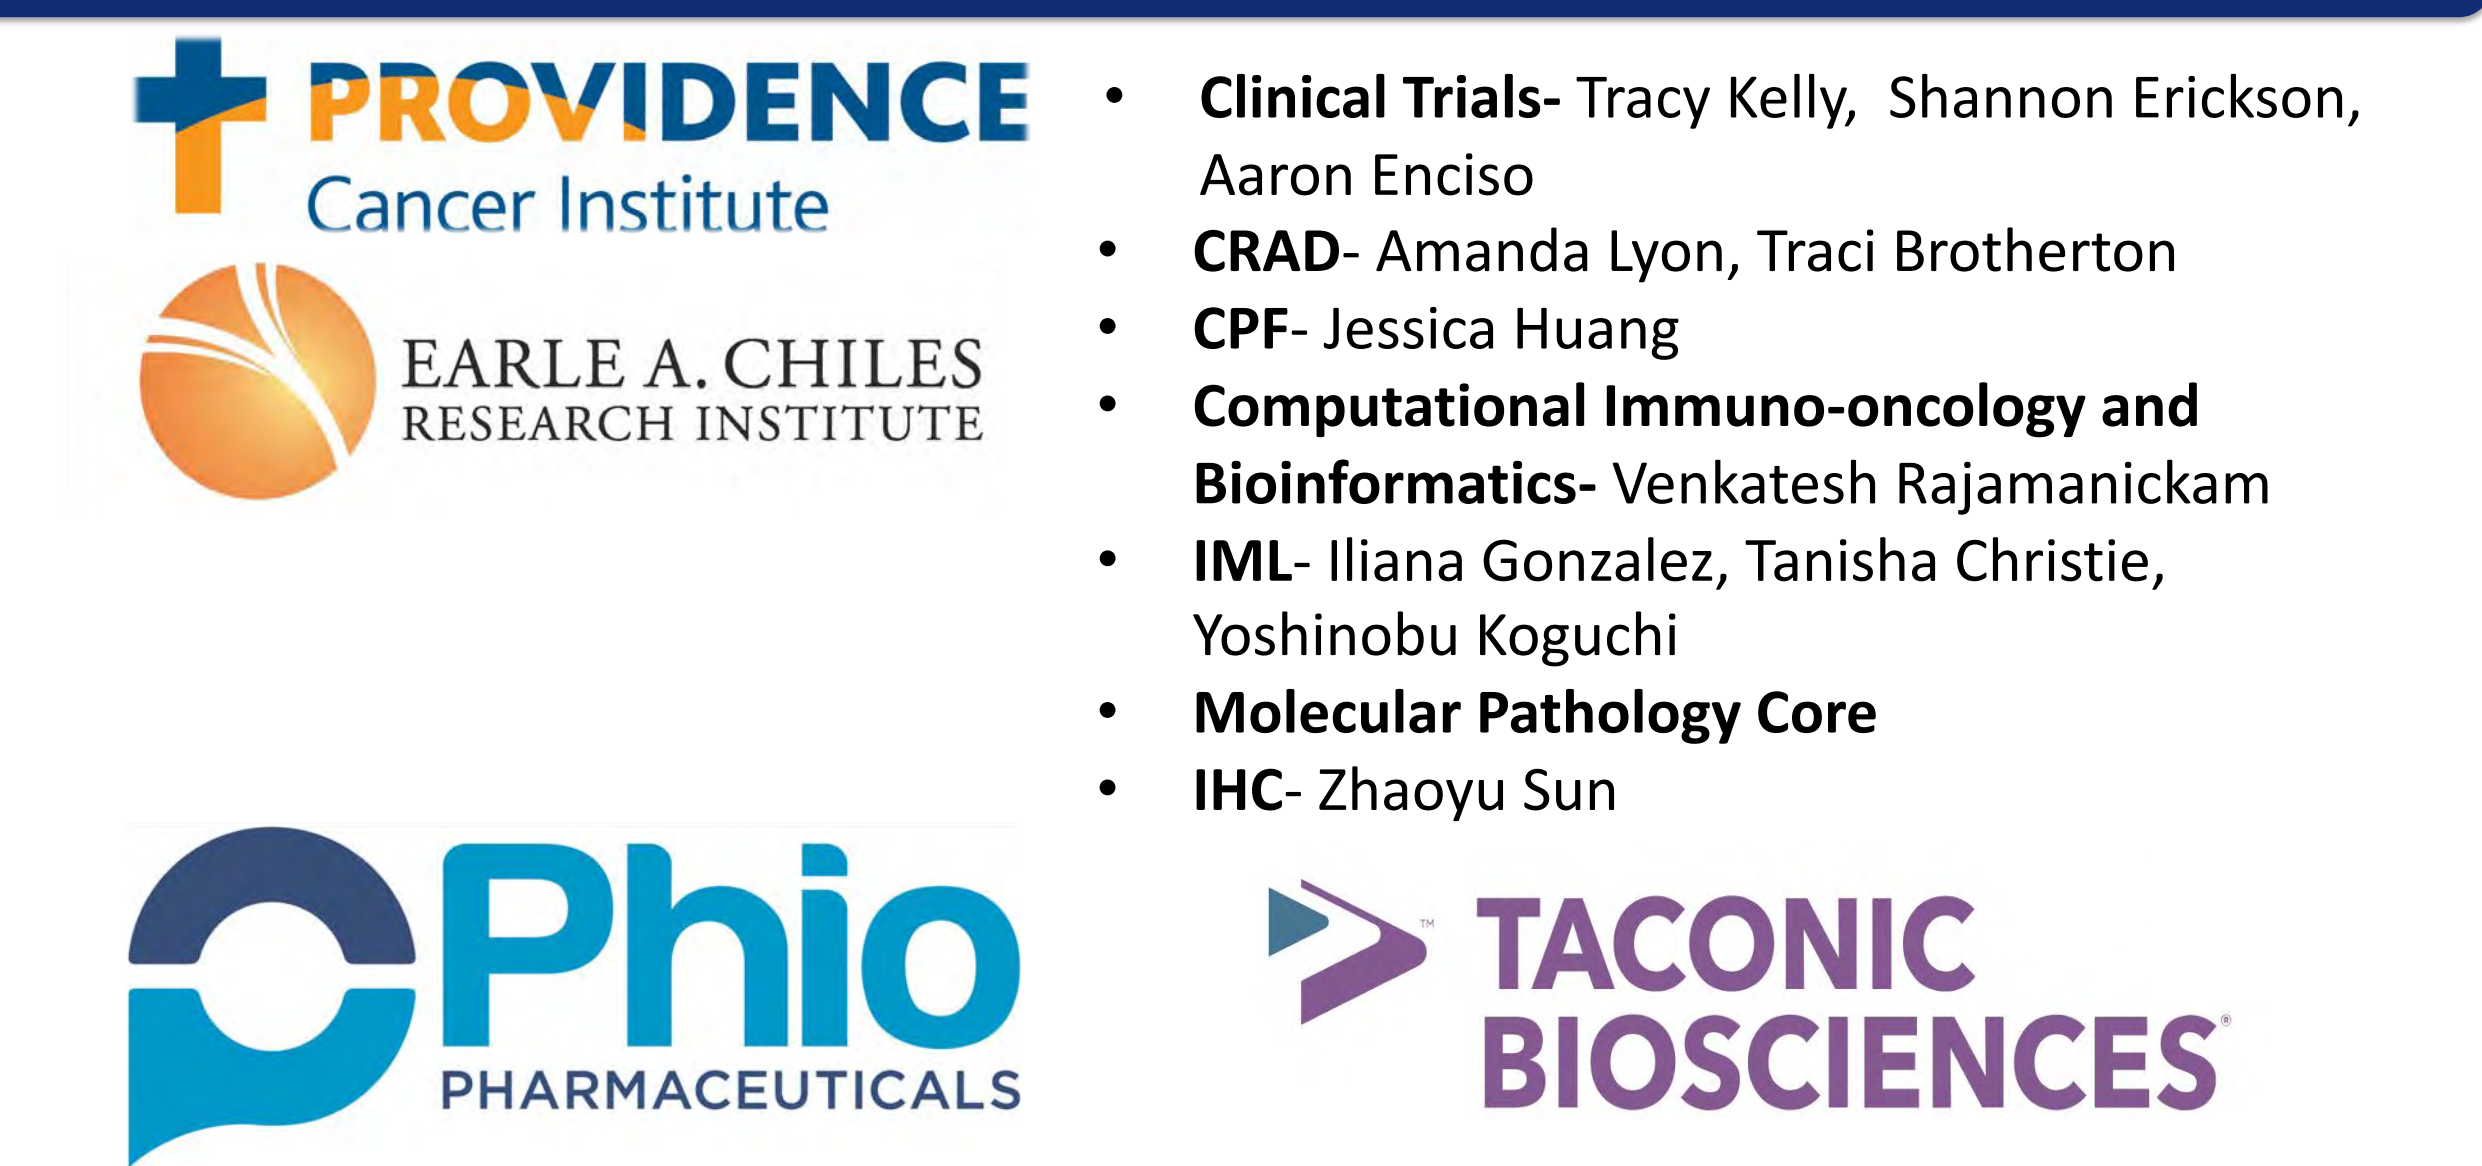 PROVIDENCE
Cancer Institute
EARLE A. CHILES
RESEARCH INSTITUTE
• Clinical Trials- Tracy Kelly, Shannon Erickson,
Aaron Enciso
• CRAD- Amanda Lyon, Traci Brotherton
• CPF- Jessica Huang
• Computational Immuno-oncology and
Bioinformatics- Venkatesh Rajamanickam
• IML- Iliana Gonzalez, Tanisha Christie,
Yoshinobu Koguchi
• Molecular Pathology Core
• IHC- Zhaoyu Sun
Phio
PHARMACEUTICALS
™ TACONIC
BIOSCIENCES®